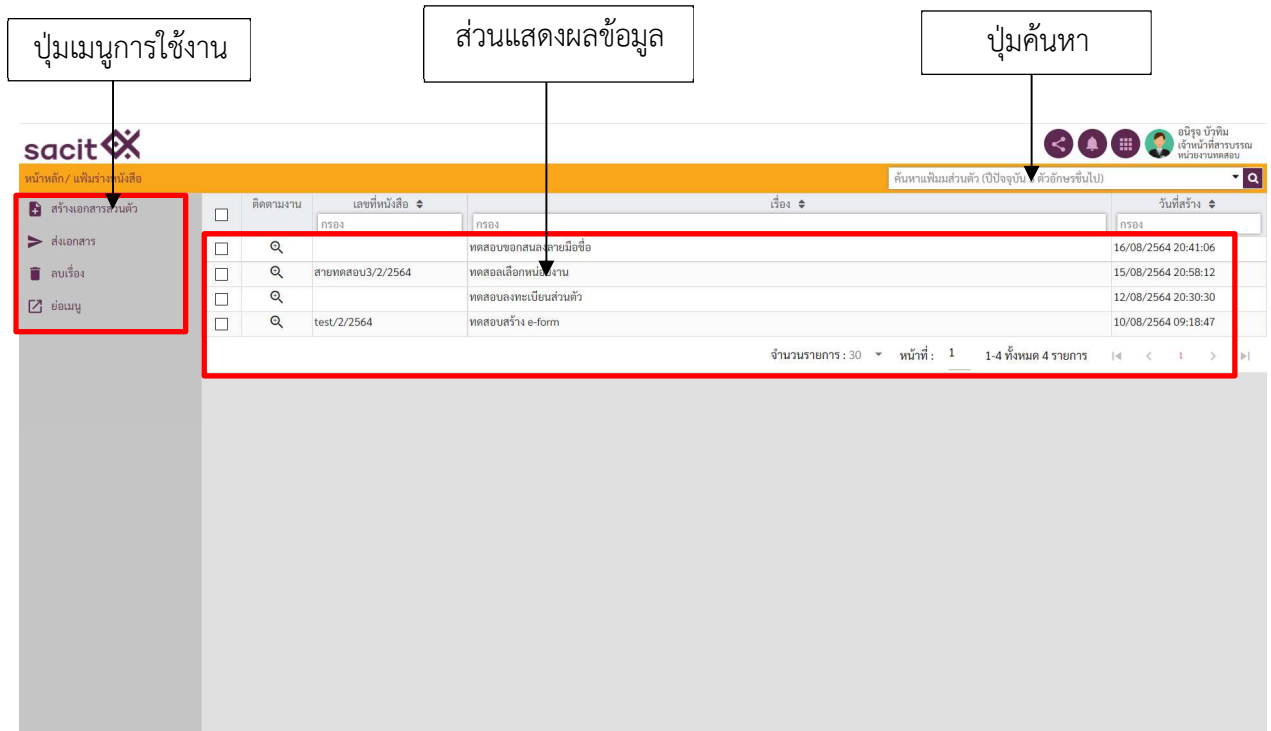 ปุ่มเมนูการใช้งาน
ส่วนแสดงผลข้อมูล
ปุ่มค้นหา
sacit
อนิรุจ บัวทิม
เจ้าหน้าที่สารบรรณ
หน่วยงานทดสอบ
หน้าหลัก/ แฟ้มร่างหนังสือ
ค้นหาแฟ้มมส่วนตัว (ปีปัจจุบัน 3 ตัวอักษรขึ้นไป)
สร้างเอกสารส่วนตัว
ส่งเอกสาร
ลบเรื่อง
ย่อเมนู
ติดตามงาน เลขที่หนังสือ เรื่อง วันที่สร้าง
กรอง กรอง กรอง
ทดสอบขอกสนลงลายมือชื่อ 16/08/2564 20:41:06
สายทดสอบ3/2/2564 ทดสอลเลือกหน่อยงาน 15/08/2564 20:58:12
ทดสอบลงทะเบียนส่วนตัว 12/08/2564 20:30:30
test/2/2564 ทดสอบสร้าง e-form 10/08/2564 09:18:47
จำนวนรายการ : 30 หน้าที่ : 1 1-4 ทั้งหมด 4 รายการ 1